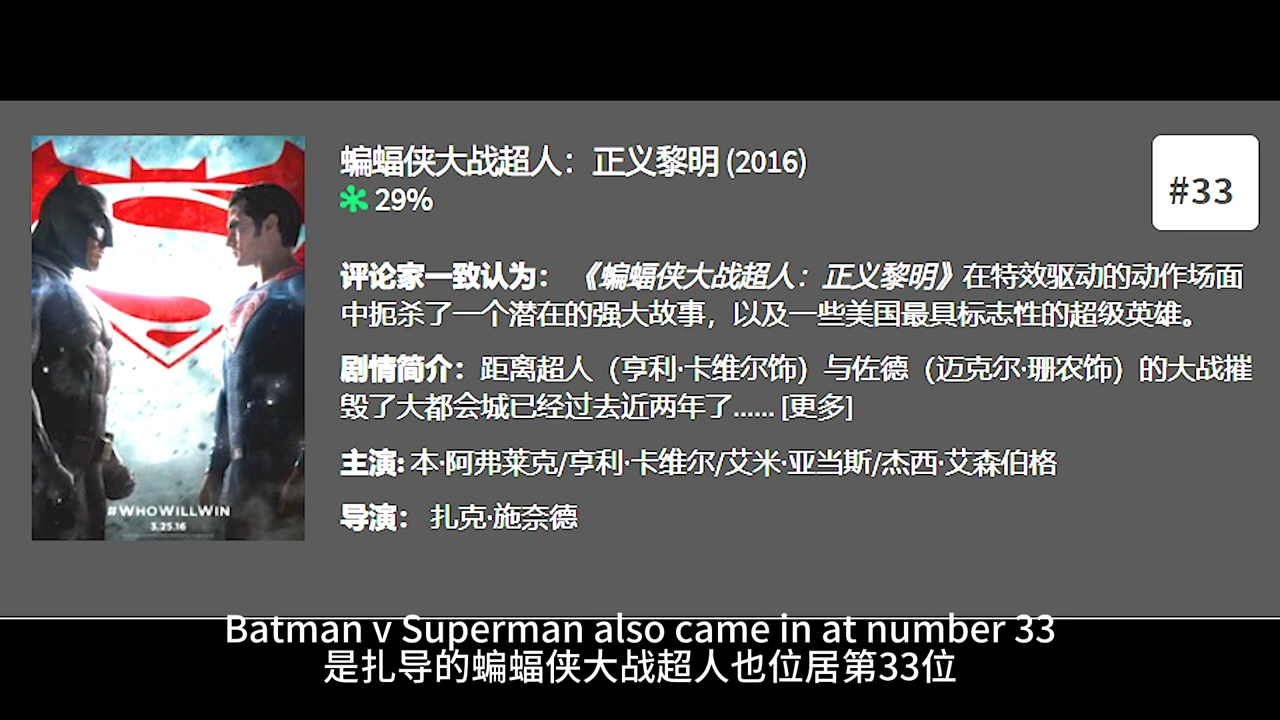 蝙蝠侠大战超人：正义黎明 (2016)
29%
#33
评论家一致认为：《蝙蝠侠大战超人：正义黎明》在特效驱动的动作场面
中扼杀了一个潜在的强大故事，以及一些美国最具标志性的超级英雄。
剧情简介：距离超人（亨利·卡维尔饰）与佐德（迈克尔·珊农饰）的大战摧
毁了大都会城已经过去近两年了...... [更多]
主演: 本·阿弗莱克/亨利·卡维尔/艾米·亚当斯/杰西·艾森伯格
导演： 扎克·施奈德
#WHOWILLWIN
3.25.16
Batman v Superman also came in at number 33
是扎导的蝙蝠侠大战超人也位居第33位